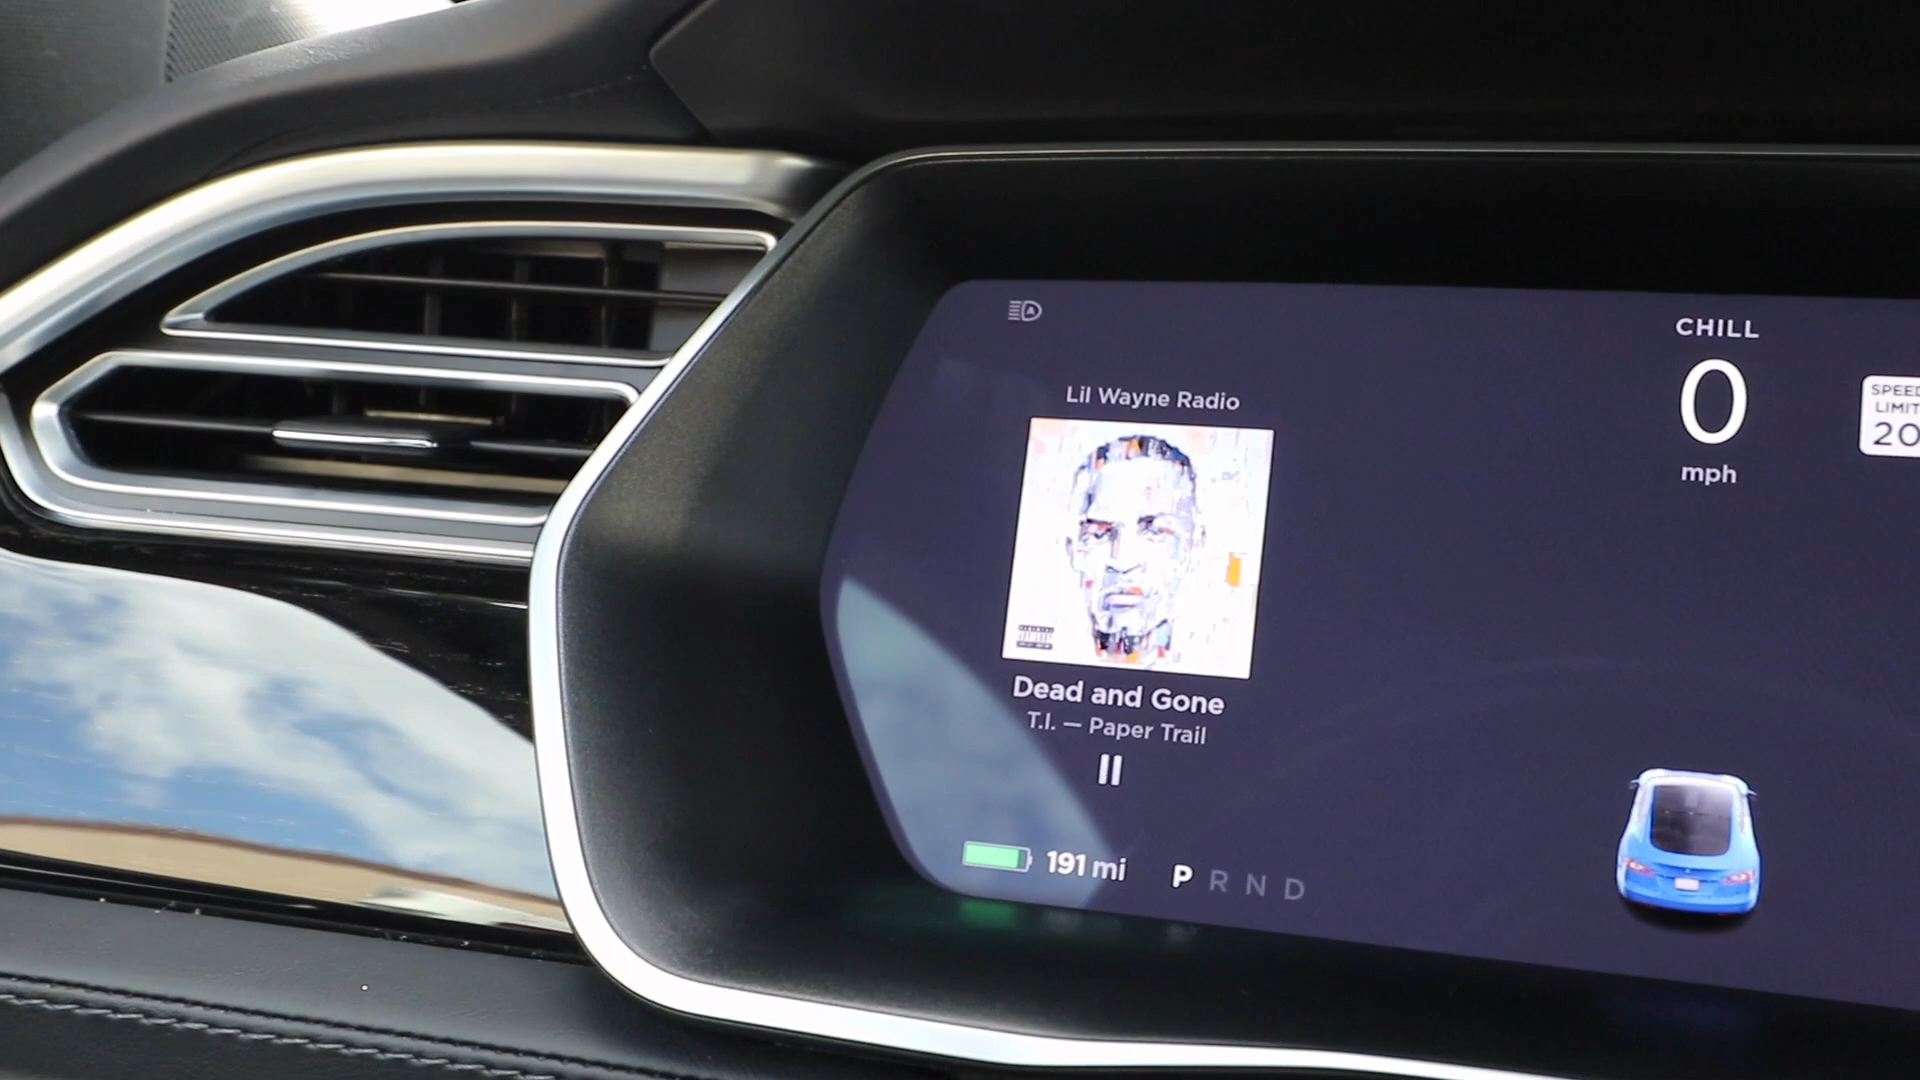 CHILL
0
mph
SPEED
LIMIT
20
Lil Wayne Radio
Dead and Gone
T.I. — Paper Trail
191 mi
P R N D